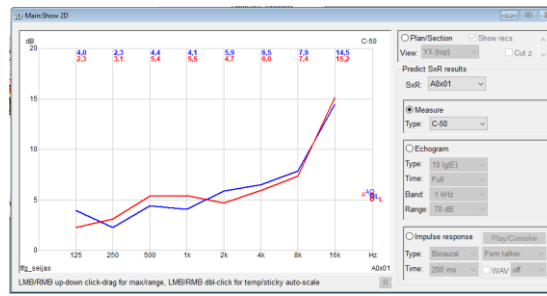 2D Main:Show 2D
dB
C-50
20
4,0 2,3 4,4 4,1 5,9 6,5 7,9 14,5
2,3 3,1 5,4 5,5 4,7 6,0 7,4 15,2
15
10
5
0
125 250 500 1k 2k 4k 8k 16k Hz
tfg_seijas
A0x01
LMB/RMB up-down click-drag for max/range, LMB/RMB dbl-click for temp/sticky auto-scale
R
Plan/Section Show recs
View: YX (top) Cut z
Predict SxR results
SxR: A0x01
Measure
Type: C-50
Echogram
Type: 10 lg(E)
Time: Full
Band: 1 kHz
Range: 70 dB
Impulse response Play/Convolve
Type: Binaural Fem talker
Time: 200 ms WAV off